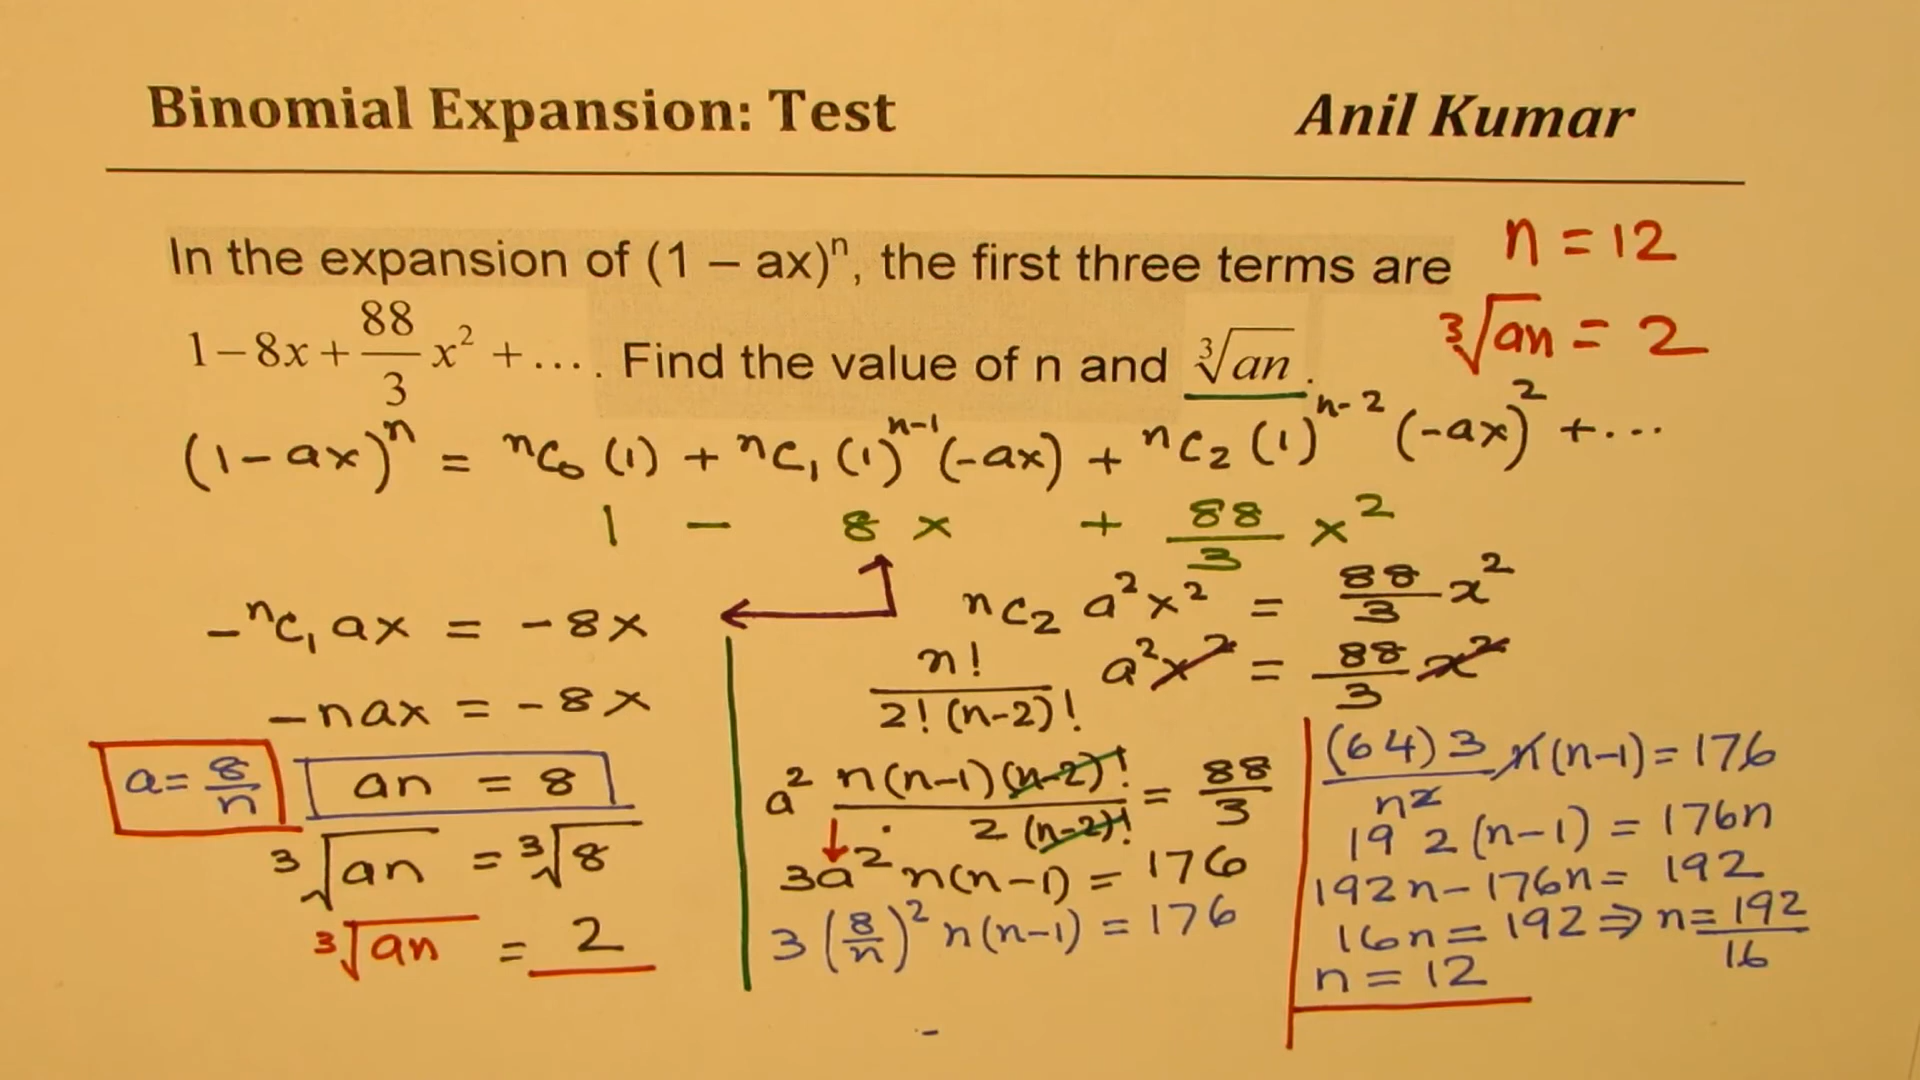 Binomial Expansion: Test Anil Kumar
In the expansion of (1 – ax)ⁿ, the first three terms are n = 12
1 – 8x + 88/3 x² + … . Find the value of n and ∛an . ∛an = 2
(1 – ax)ⁿ = ⁿC₀ (1) + ⁿC₁ (1)ⁿ⁻¹ (–ax) + ⁿC₂ (1)ⁿ⁻² (–ax)² + …
1 – 8x + 88/3 x²
–ⁿC₁ ax = –8x
–nax = –8x
a = 8/n
an = 8
∛an = ∛8
∛an = 2
ⁿC₂ a²x² = 88/3 x²
n!/2!(n–2)! a²x² = 88/3 x²
a² n(n–1)(n–2)!/2(n–2)! = 88/3
3a² n(n–1) = 176
3(8/n)² n(n–1) = 176
(64)3/n² n(n–1) = 176
192(n–1) = 176n
192n – 176n = 192
16n = 192 ⇒ n = 192/16
n = 12